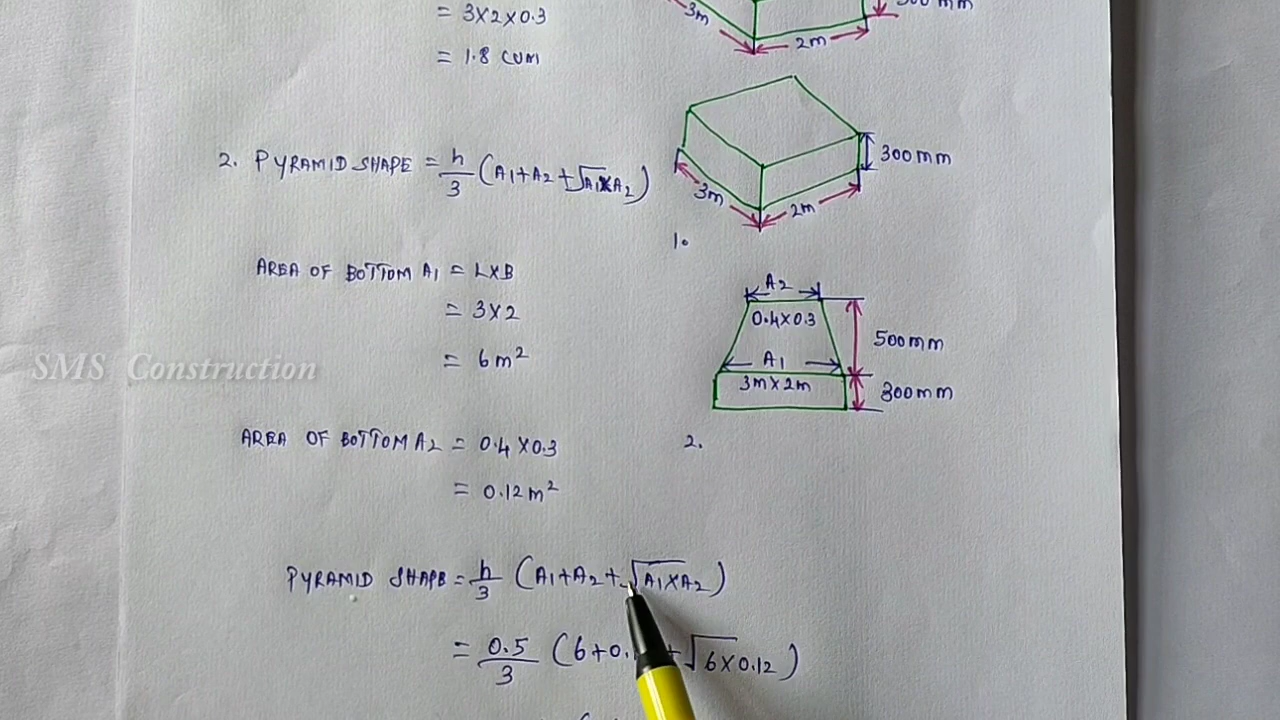 = 3X2X0.3
= 1.8 CUM
3m
2m
2. PYRAMID SHAPE = h/3 (A1+A2+√A1XA2)
300mm
3m
2m
1.
AREA OF BOTTOM A1 = LXB
= 3X2
= 6m²
A2
0.4X0.3
500mm
A1
3mX2m
300mm
2.
SMS Construction
AREA OF BOTTOM A2 = 0.4X0.3
= 0.12m²
PYRAMID SHAPE = h/3 (A1+A2+√A1XA2)
= 0.5/3 (6+0. +√6X0.12)